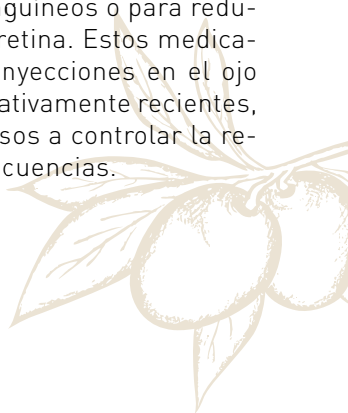 guíneos o para redu-
retina. Estos medica-
nyecciones en el ojo
ativamente recientes,
sos a controlar la re-
cuencias.